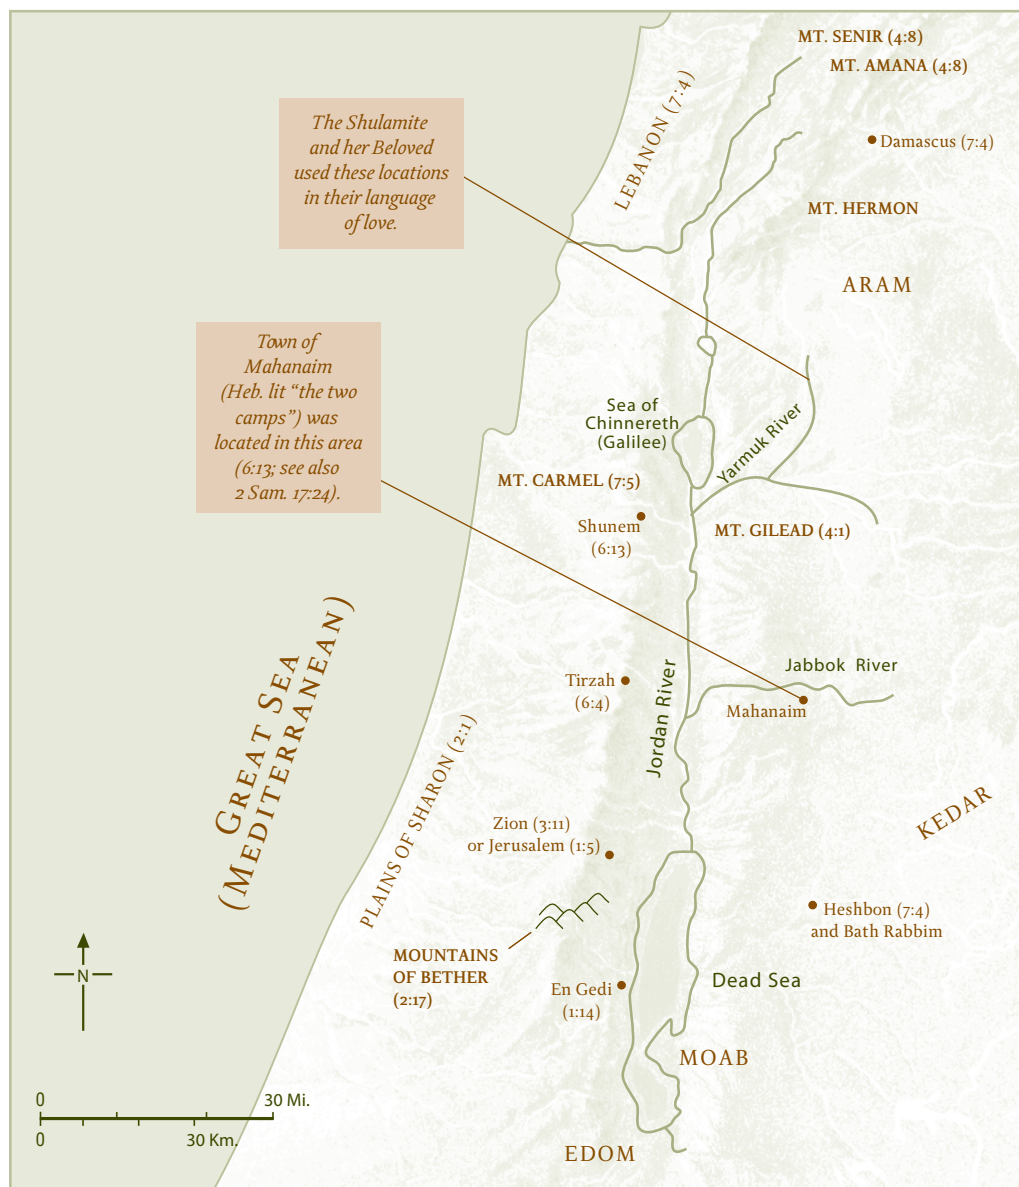 MT. SENIR (4:8)
MT. AMANA (4:8)
LEBANON (7:4)
Damascus (7:4)
The Shulamite
and her Beloved
used these locations
in their language
of love.
MT. HERMON
ARAM
Town of
Mahanaim
(Heb. lit “the two
camps”) was
located in this area
(6:13; see also
2 Sam. 17:24).
Sea of
Chinnereth
(Galilee)
Yarmuk River
MT. CARMEL (7:5)
Shunem
(6:13)
MT. GILEAD (4:1)
GREAT SEA
(MEDITERRANEAN)
Jabbok River
Tirzah
(6:4)
Jordan River
Mahanaim
PLAINS OF SHARON (2:1)
KEDAR
Zion (3:11)
or Jerusalem (1:5)
Heshbon (7:4)
and Bath Rabbim
MOUNTAINS
OF BETHER
(2:17)
N
En Gedi
(1:14)
Dead Sea
MOAB
0 30 Mi.
0 30 Km.
EDOM